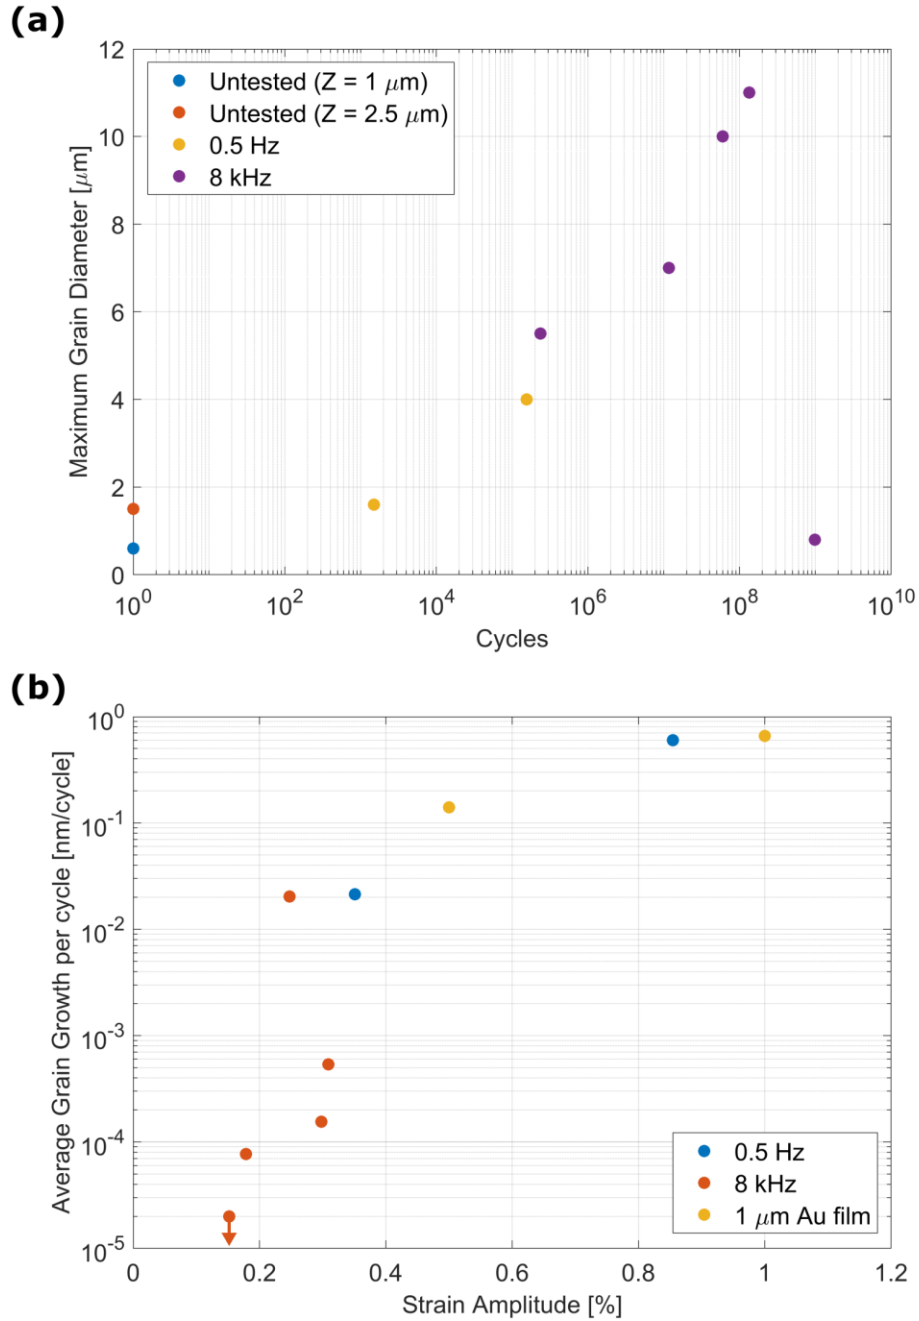 (a)
12
10
8
6
4
2
0
Maximum Grain Diameter [μm]
Untested (Z = 1 μm)
Untested (Z = 2.5 μm)
0.5 Hz
8 kHz
10^0 10^2 10^4 10^6 10^8 10^10
Cycles
(b)
10^0
10^-1
10^-2
10^-3
10^-4
10^-5
Average Grain Growth per cycle [nm/cycle]
0.5 Hz
8 kHz
1 μm Au film
0 0.2 0.4 0.6 0.8 1 1.2
Strain Amplitude [%]